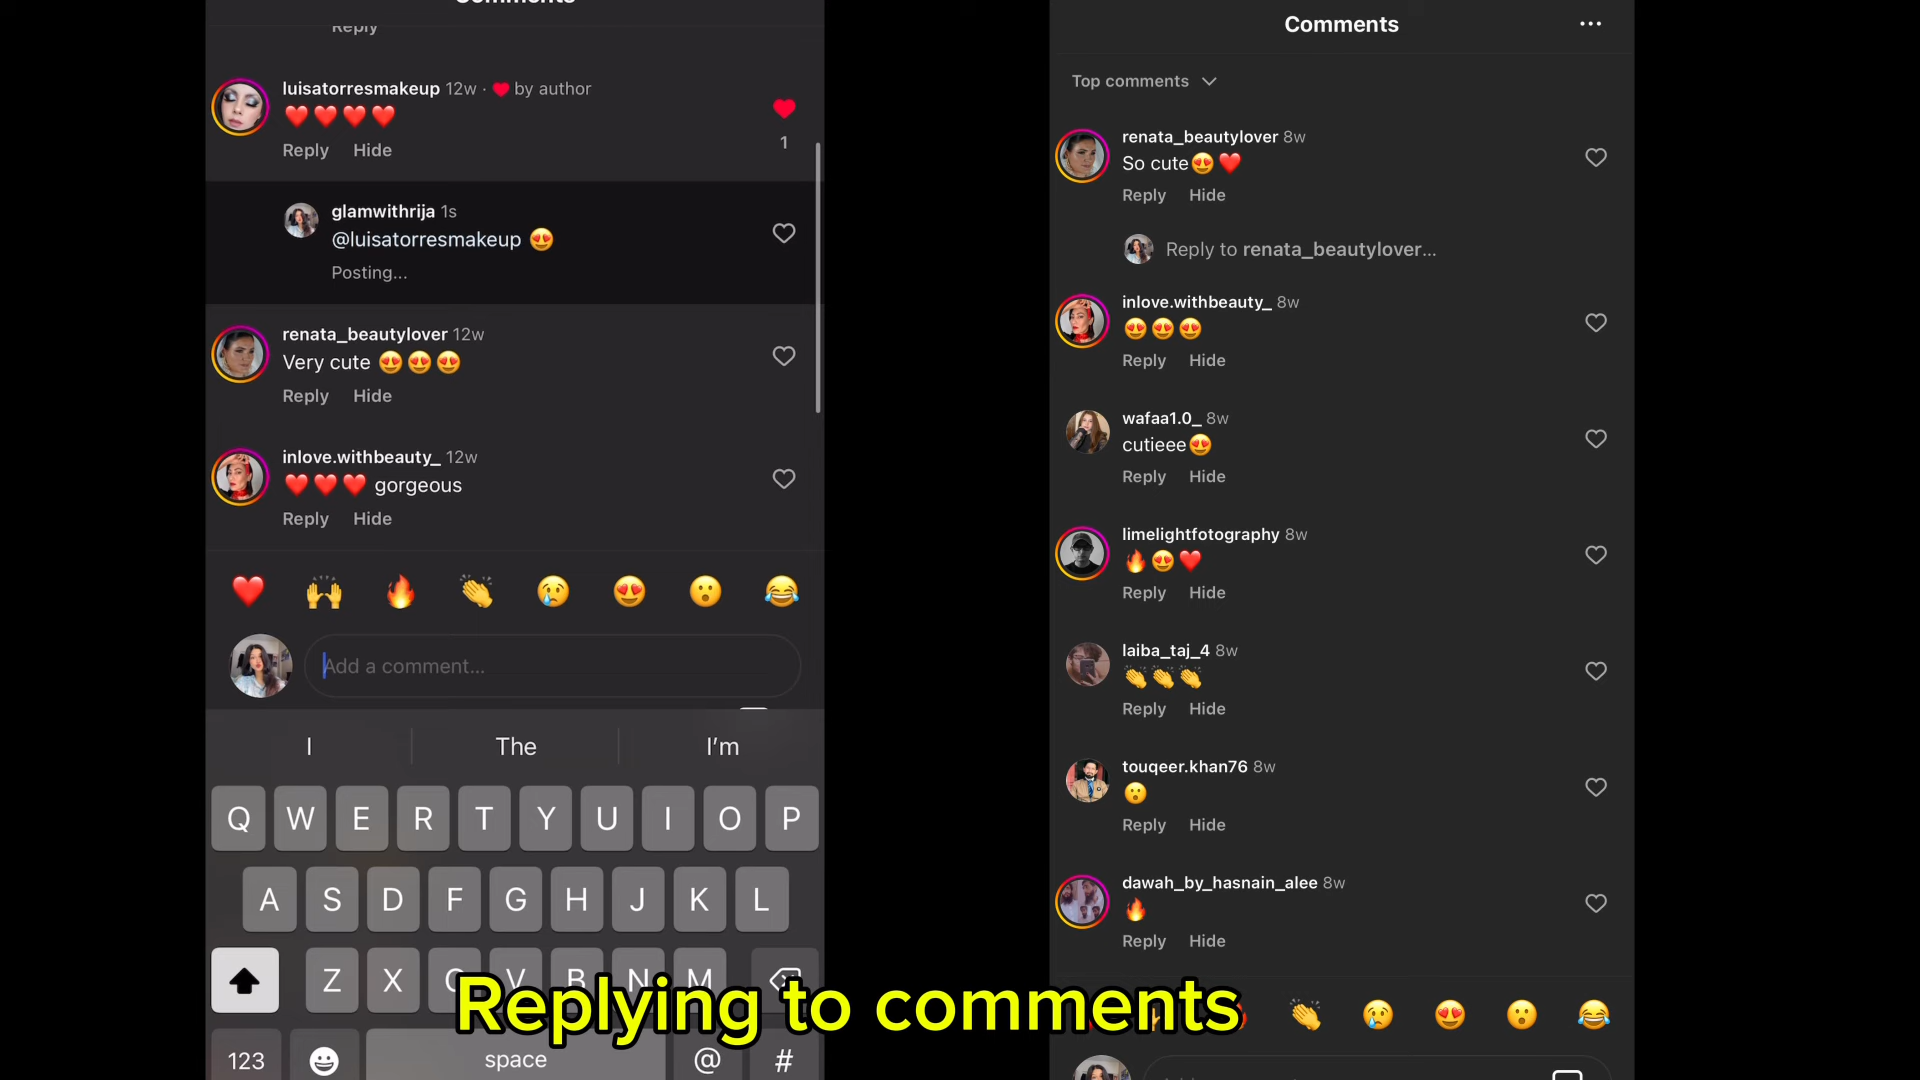 Comments
Reply
luisatorresmakeup 12w · ❤️ by author
❤️❤️❤️❤️
1
Reply Hide
glamwithrija 1s
@luisatorresmakeup 😍
Posting...
renata_beautylover 12w
Very cute 😍😍😍
Reply Hide
inlove.withbeauty_ 12w
❤️❤️❤️ gorgeous
Reply Hide
Add a comment...
I The I'm
Q W E R T Y U I O P
A S D F G H J K L
Z X C V B N M
123 space @ #
Comments
Top comments
renata_beautylover 8w
So cute😍❤️
Reply Hide
Reply to renata_beautylover...
inlove.withbeauty_ 8w
😍😍😍
Reply Hide
wafaa1.0_ 8w
cutieee😍
Reply Hide
limelightfotography 8w
🔥😍❤️
Reply Hide
laiba_taj_4 8w
👏👏👏
Reply Hide
touqeer.khan76 8w
😮
Reply Hide
dawah_by_hasnain_alee 8w
🔥
Reply Hide
Replying to comments